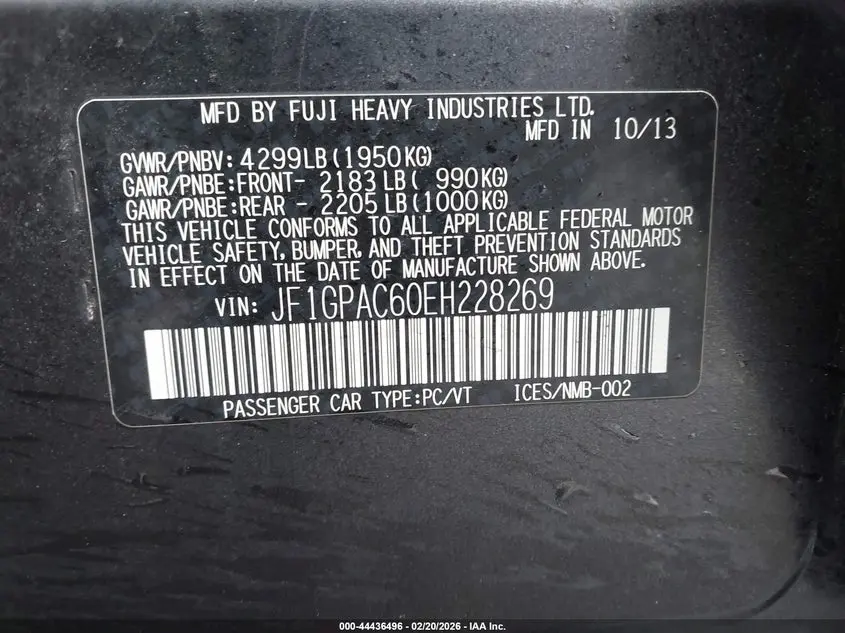 MFD BY FUJI HEAVY INDUSTRIES LTD.
MFD IN 10/13
GVWR/PNBV: 4299LB(1950KG)
GAWR/PNBE:FRONT- 2183LB( 990KG)
GAWR/PNBE:REAR - 2205LB(1000KG)
THIS VEHICLE CONFORMS TO ALL APPLICABLE FEDERAL MOTOR
VEHICLE SAFETY, BUMPER, AND THEFT PREVENTION STANDARDS
IN EFFECT ON THE DATE OF MANUFACTURE SHOWN ABOVE.
VIN: JF1GPAC60EH228269
PASSENGER CAR TYPE:PC/VT ICES/NMB-002
000-44436496 - 02/20/2026 - IAA Inc.